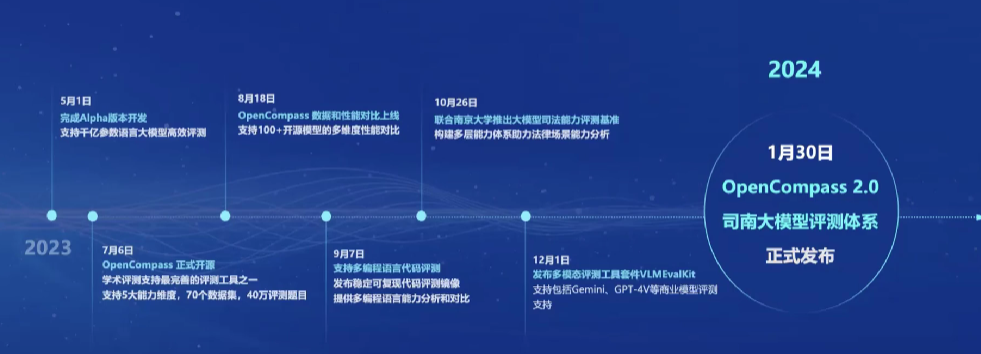 2023
5月1日
完成Alpha版本开发
支持千亿参数语言大模型高效评测
7月6日
OpenCompass 正式开源
学术评测支持最完善的评测工具之一
支持5大能力维度，70个数据集，40万评测题目
8月18日
OpenCompass 数据和性能对比上线
支持100+开源模型的多维度性能对比
9月7日
支持多编程语言代码评测
发布稳定可复现代码评测镜像
提供多编程语言能力分析和对比
10月26日
联合南京大学推出大模型司法能力评测基准
构建多层能力体系助力法律场景能力分析
12月1日
发布多模态评测工具套件VLMEvalKit
支持包括Gemini、GPT-4V等商业模型评测
支持
2024
1月30日
OpenCompass 2.0
司南大模型评测体系
正式发布